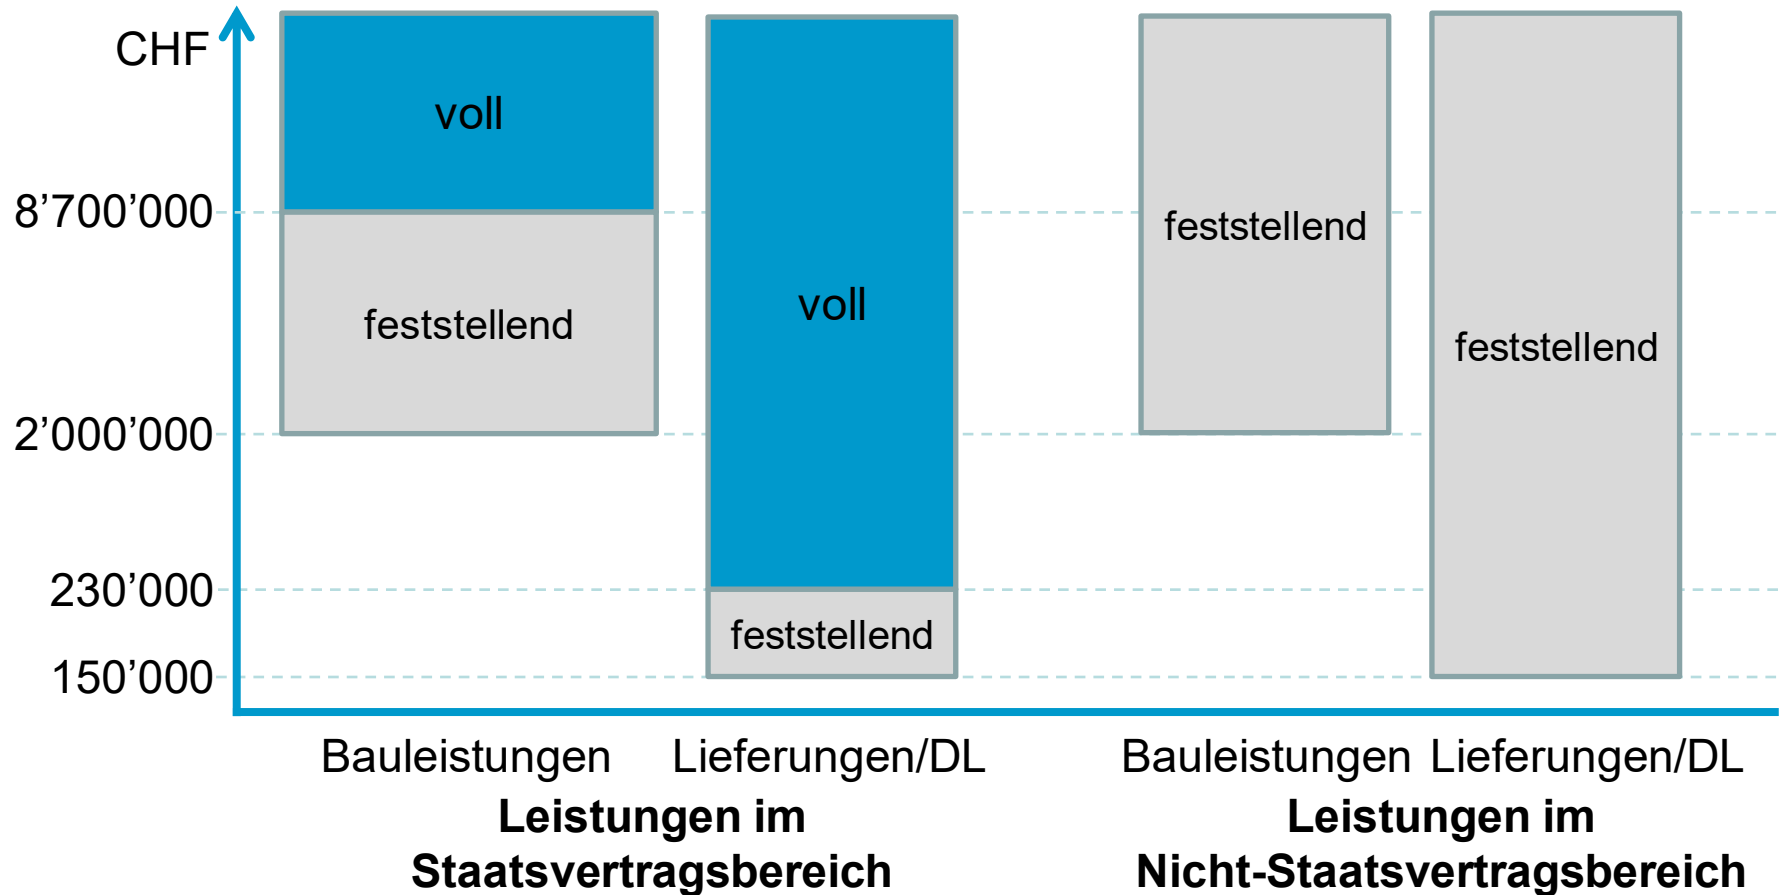 CHF
voll
8’700’000
feststellend
feststellend
voll
feststellend
feststellend
2’000’000
230’000
feststellend
150’000
Bauleistungen Lieferungen/DL Bauleistungen Lieferungen/DL
Leistungen im
Staatsvertragsbereich
Leistungen im
Nicht-Staatsvertragsbereich